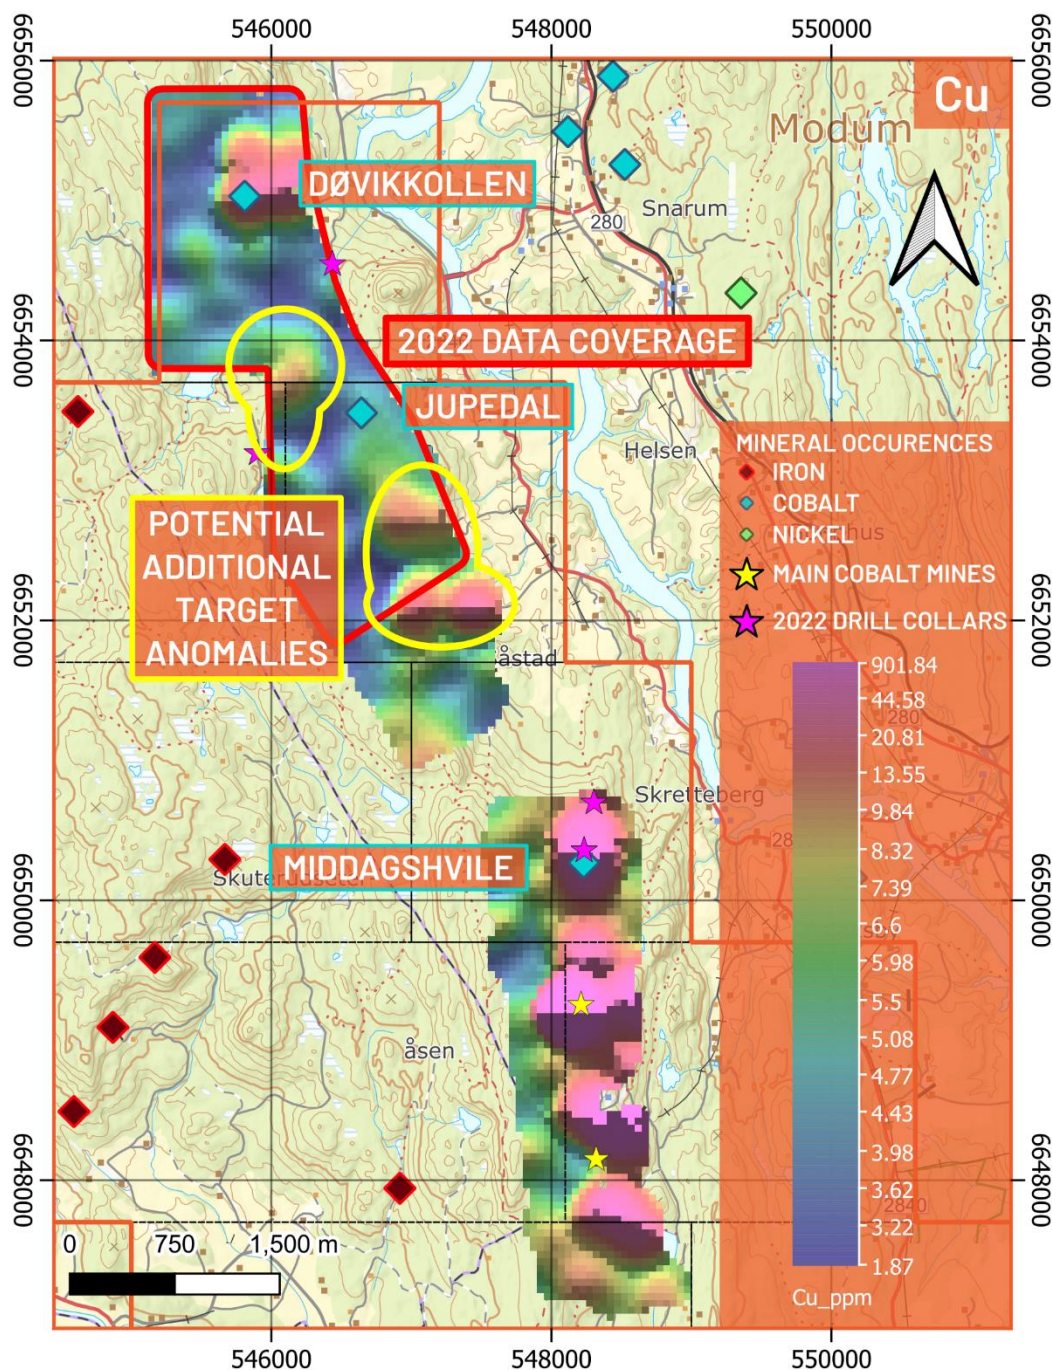 546000
548000
550000
6656000
6656000
Cu
Modum
DØVIKKOLLEN
Snarum
280
2022 DATA COVERAGE
6654000
6654000
JUPEDAL
Helsen
MINERAL OCCURENCES
IRON
COBALT
NICKEL
MAIN COBALT MINES
2022 DRILL COLLARS
POTENTIAL
ADDITIONAL
TARGET
ANOMALIES
6652000
6652000
åstad
901.84
44.58
20.81
13.55
9.84
8.32
7.39
6.6
5.98
5.5
5.08
4.77
4.43
3.98
3.62
3.22
1.87
Cu_ppm
280
Skretteberg
MIDDAGSHVILE
6650000
6650000
åsen
6648000
6648000
2840
0
750
1,500 m
546000
548000
550000